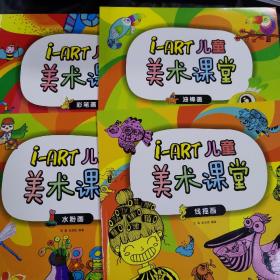 i-ART 儿
美术课
彩笔画
i-ART 儿童
美术课堂
油棒画
i-ART 儿童
美术课
水粉画
i-ART 儿童
美术课堂
线描画